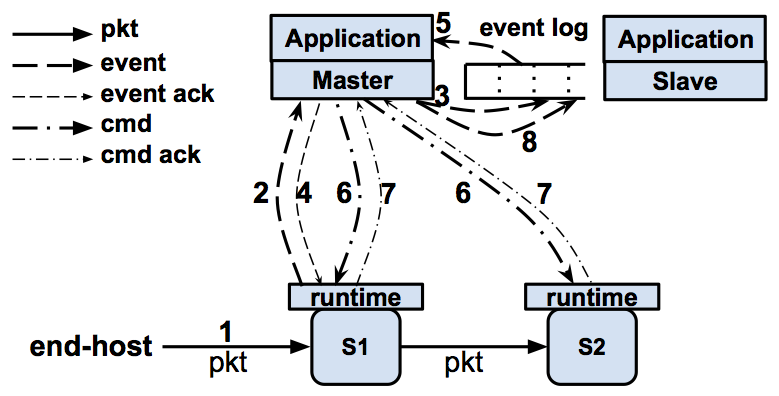 pkt
event
event ack
cmd
cmd ack
Application
Master
5
event log
Application
Slave
3
8
2
4
6
7
6
7
runtime
runtime
end-host
1
pkt
S1
pkt
S2